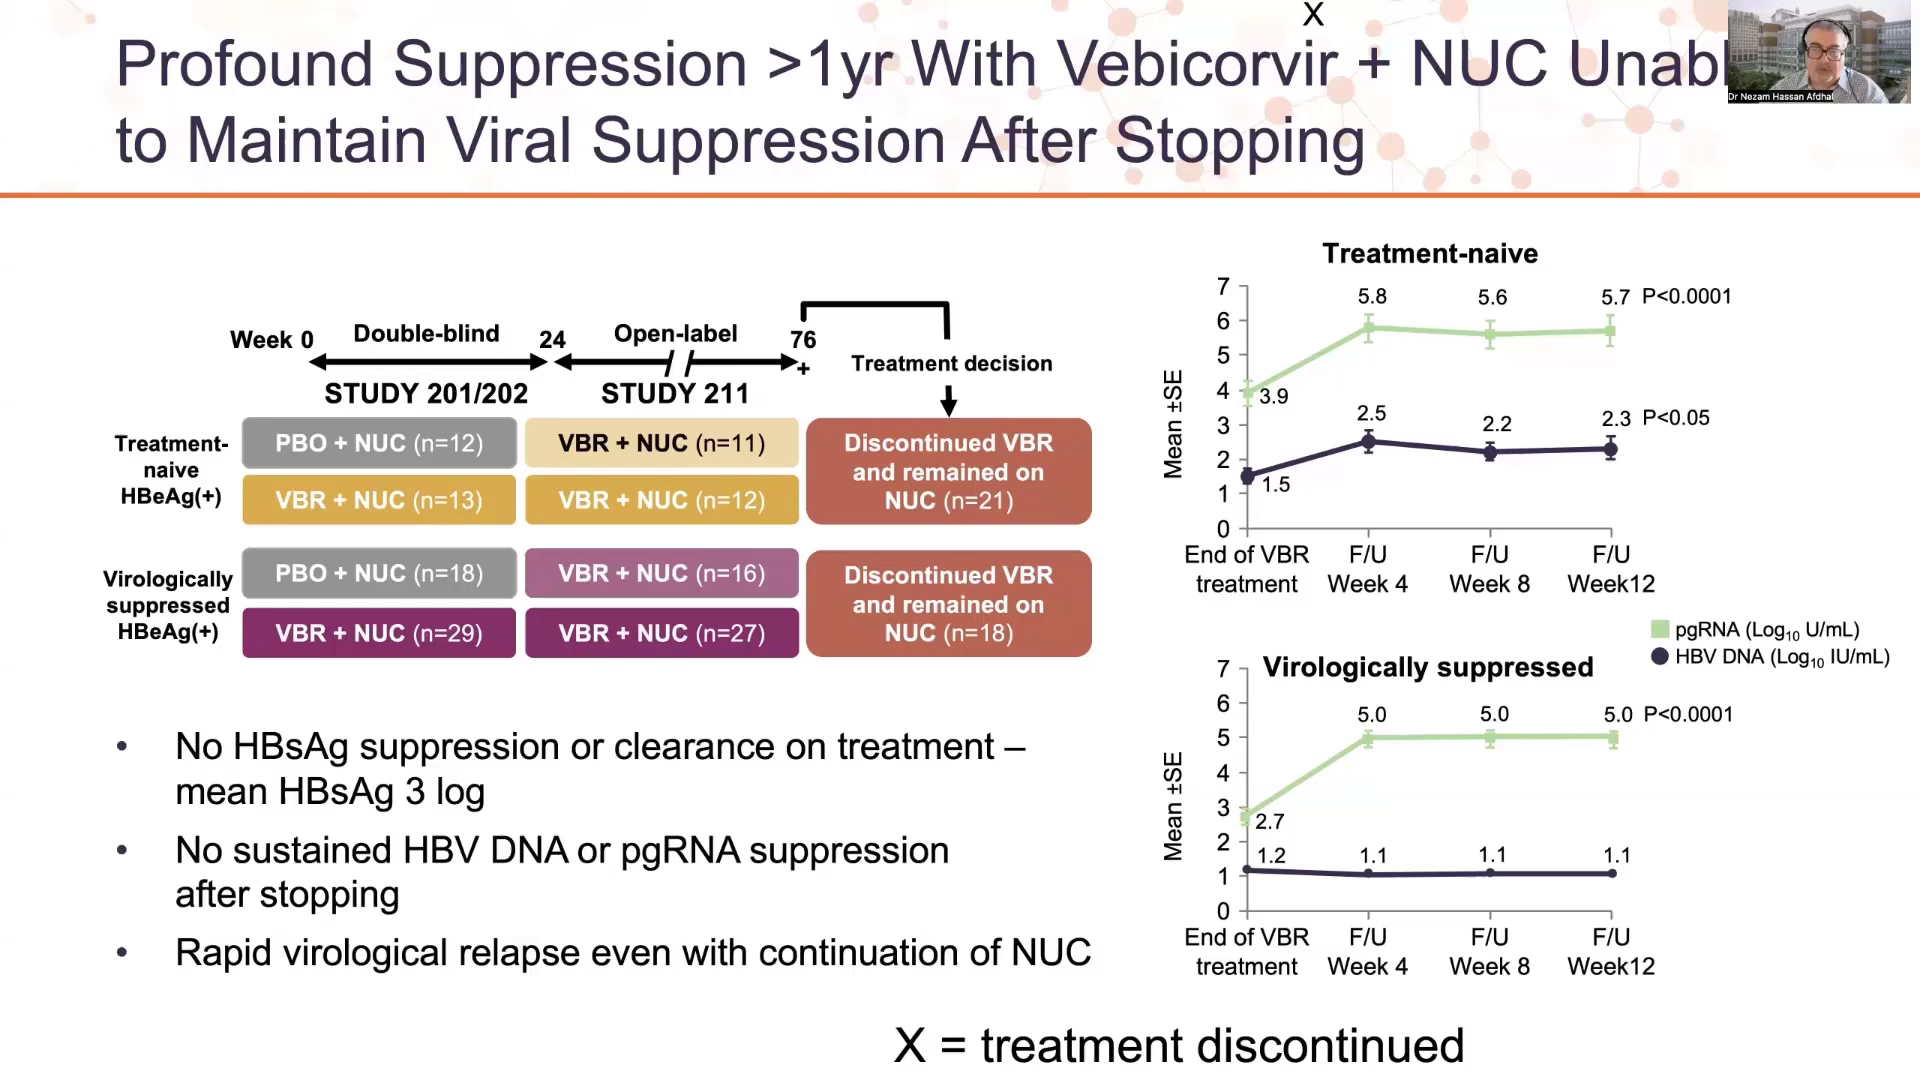 X
Profound Suppression >1yr With Vebicorvir + NUC Unabl
to Maintain Viral Suppression After Stopping
Dr Nezam Hassan Afdhal
Week 0
Double-blind
24
Open-label
76
+
Treatment decision
STUDY 201/202
STUDY 211
Treatment-
naive
HBeAg(+)
PBO + NUC (n=12)
VBR + NUC (n=11)
VBR + NUC (n=13)
VBR + NUC (n=12)
Discontinued VBR
and remained on
NUC (n=21)
Virologically
suppressed
HBeAg(+)
PBO + NUC (n=18)
VBR + NUC (n=16)
VBR + NUC (n=29)
VBR + NUC (n=27)
Discontinued VBR
and remained on
NUC (n=18)
• No HBsAg suppression or clearance on treatment –
mean HBsAg 3 log
• No sustained HBV DNA or pgRNA suppression
after stopping
• Rapid virological relapse even with continuation of NUC
Treatment-naive
Mean ±SE
7
6
5
4
3
2
1
0
3.9
5.8
5.6
5.7 P<0.0001
1.5
2.5
2.2
2.3 P<0.05
End of VBR
treatment
F/U
Week 4
F/U
Week 8
F/U
Week12
pgRNA (Log10 U/mL)
HBV DNA (Log10 IU/mL)
Virologically suppressed
Mean ±SE
7
6
5
4
3
2
1
0
2.7
5.0
5.0
5.0 P<0.0001
1.2
1.1
1.1
1.1
End of VBR
treatment
F/U
Week 4
F/U
Week 8
F/U
Week12
X = treatment discontinued